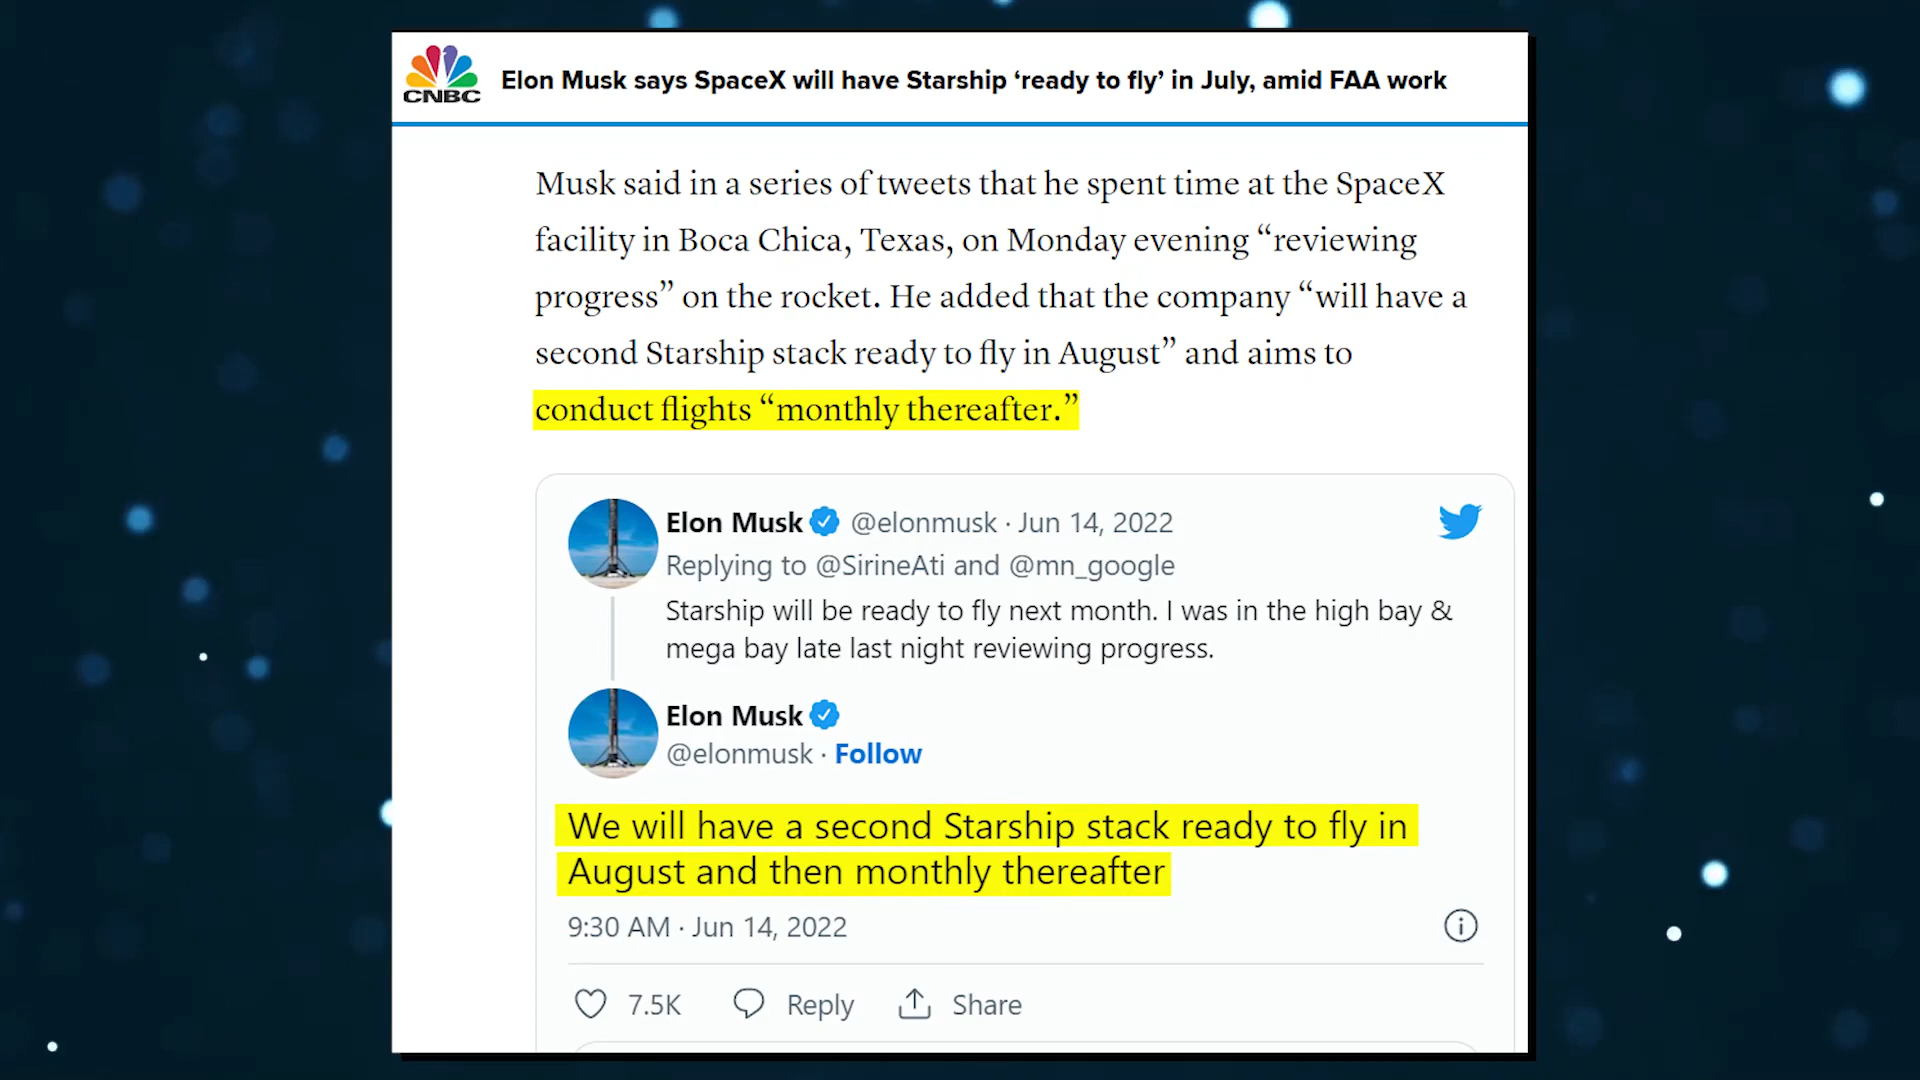 CNBC
Elon Musk says SpaceX will have Starship ‘ready to fly’ in July, amid FAA work
Musk said in a series of tweets that he spent time at the SpaceX
facility in Boca Chica, Texas, on Monday evening “reviewing
progress” on the rocket. He added that the company “will have a
second Starship stack ready to fly in August” and aims to
conduct flights “monthly thereafter.”
Elon Musk @elonmusk · Jun 14, 2022
Replying to @SirineAti and @mn_google
Starship will be ready to fly next month. I was in the high bay &
mega bay late last night reviewing progress.
Elon Musk
@elonmusk · Follow
We will have a second Starship stack ready to fly in
August and then monthly thereafter
9:30 AM · Jun 14, 2022
7.5K Reply Share